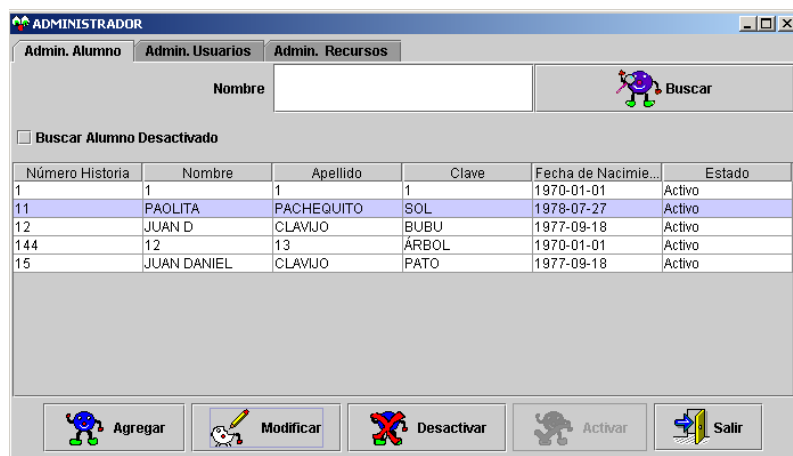 ADMINISTRADOR
Admin. Alumno Admin. Usuarios Admin. Recursos
Nombre Buscar
Buscar Alumno Desactivado
Número Historia Nombre Apellido Clave Fecha de Nacimie... Estado
1 1 1 1 1970-01-01 Activo
11 PAOLITA PACHEQUITO SOL 1978-07-27 Activo
12 JUAN D CLAVIJO BUBU 1977-09-18 Activo
144 12 13 ÁRBOL 1970-01-01 Activo
15 JUAN DANIEL CLAVIJO PATO 1977-09-18 Activo
Agregar Modificar Desactivar Activar Salir